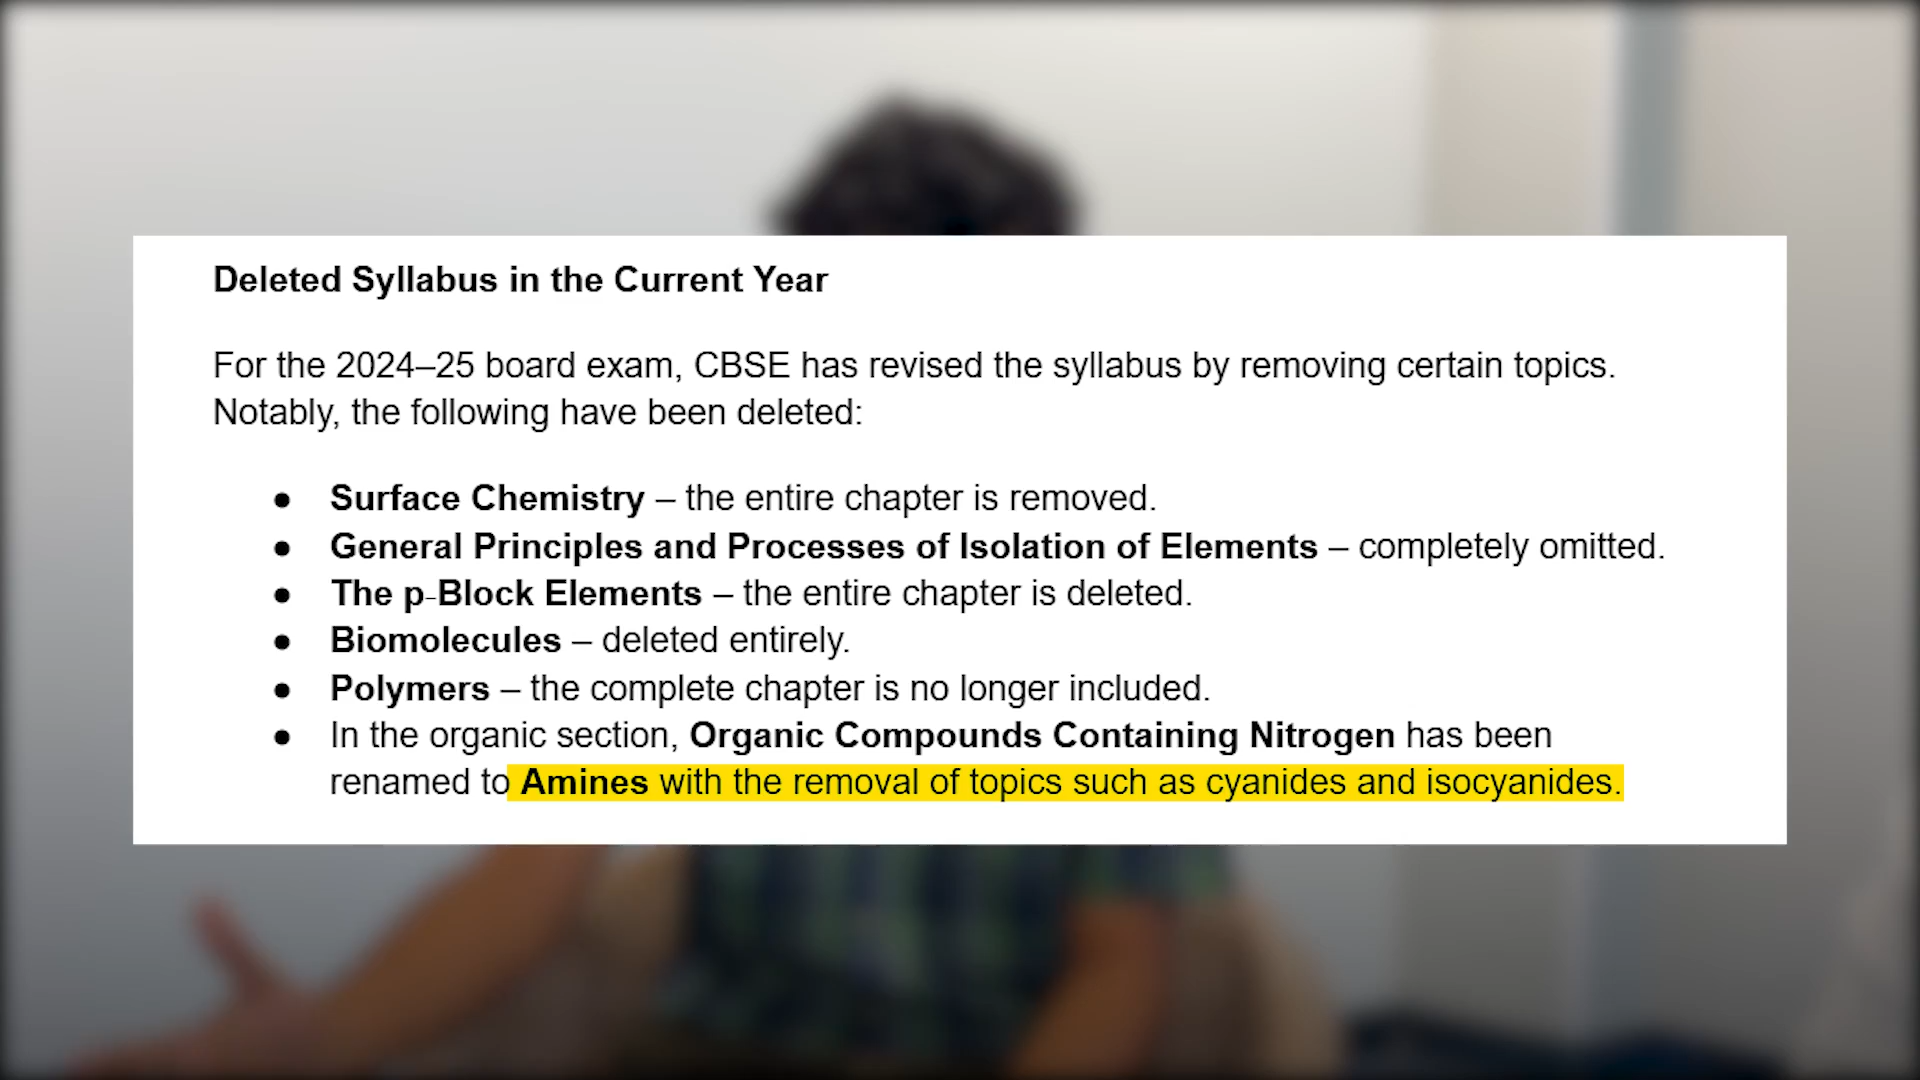 Deleted Syllabus in the Current Year
For the 2024–25 board exam, CBSE has revised the syllabus by removing certain topics.
Notably, the following have been deleted:
● Surface Chemistry – the entire chapter is removed.
● General Principles and Processes of Isolation of Elements – completely omitted.
● The p-Block Elements – the entire chapter is deleted.
● Biomolecules – deleted entirely.
● Polymers – the complete chapter is no longer included.
● In the organic section, Organic Compounds Containing Nitrogen has been
renamed to Amines with the removal of topics such as cyanides and isocyanides.